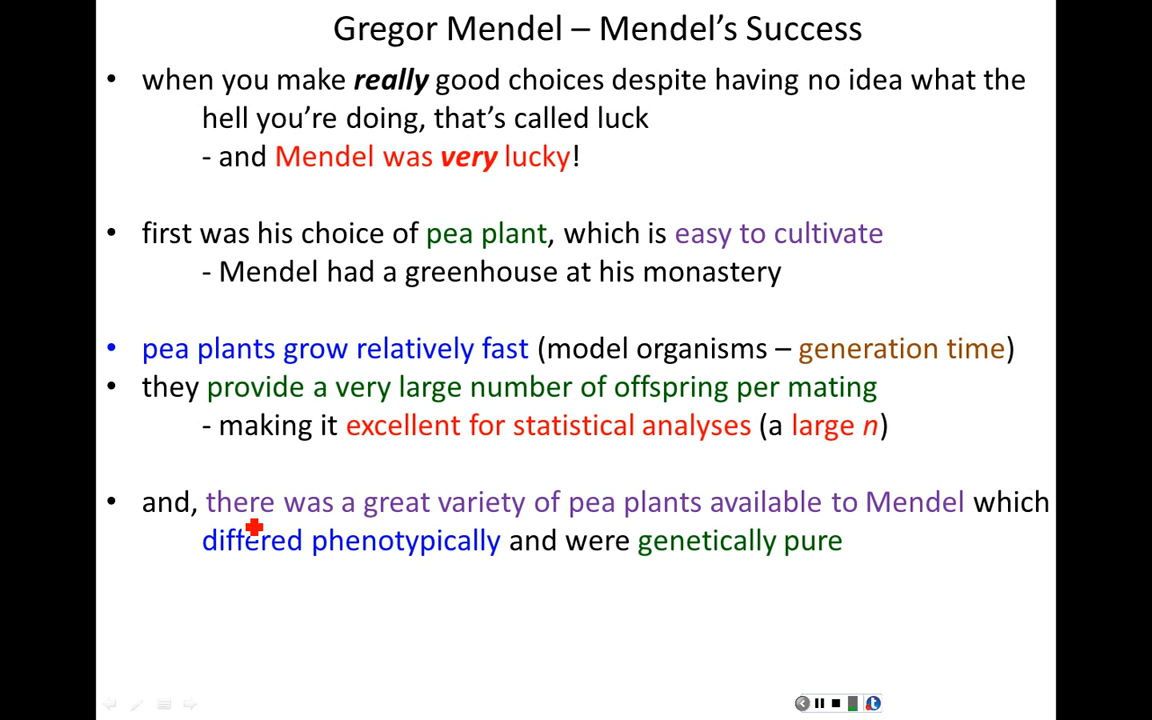 Gregor Mendel – Mendel’s Success
• when you make really good choices despite having no idea what the
hell you’re doing, that’s called luck
- and Mendel was very lucky!
• first was his choice of pea plant, which is easy to cultivate
- Mendel had a greenhouse at his monastery
• pea plants grow relatively fast (model organisms – generation time)
• they provide a very large number of offspring per mating
- making it excellent for statistical analyses (a large n)
• and, there was a great variety of pea plants available to Mendel which
differed phenotypically and were genetically pure